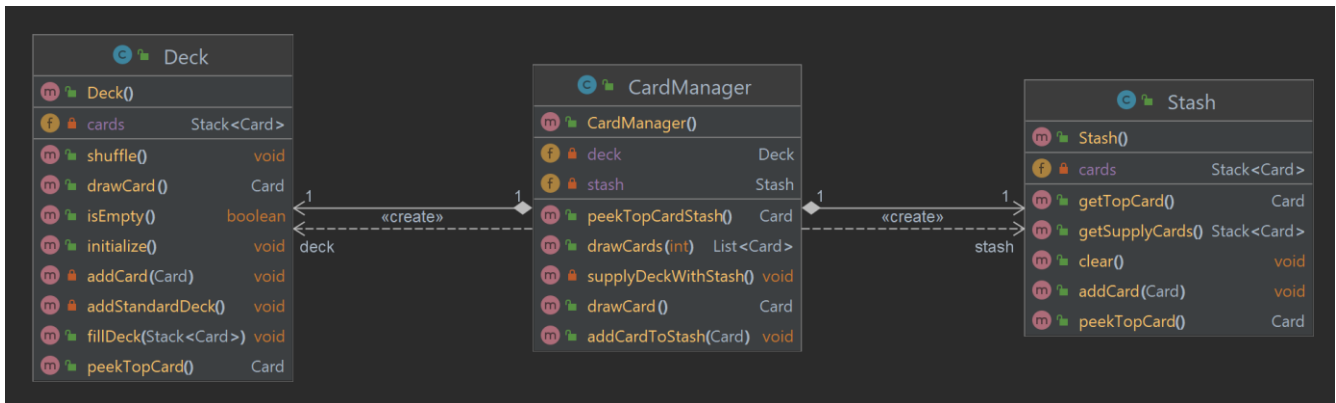 Deck
Deck()
cards Stack<Card>
shuffle() void
drawCard() Card
isEmpty() boolean
initialize() void
addCard(Card) void
addStandardDeck() void
fillDeck(Stack<Card>) void
peekTopCard() Card
1 1
«create»
deck
CardManager
CardManager()
deck Deck
stash Stash
peekTopCardStash() Card
drawCards(int) List<Card>
supplyDeckWithStash() void
drawCard() Card
addCardToStash(Card) void
1 1
«create»
stash
Stash
Stash()
cards Stack<Card>
getTopCard() Card
getSupplyCards() Stack<Card>
clear() void
addCard(Card) void
peekTopCard() Card